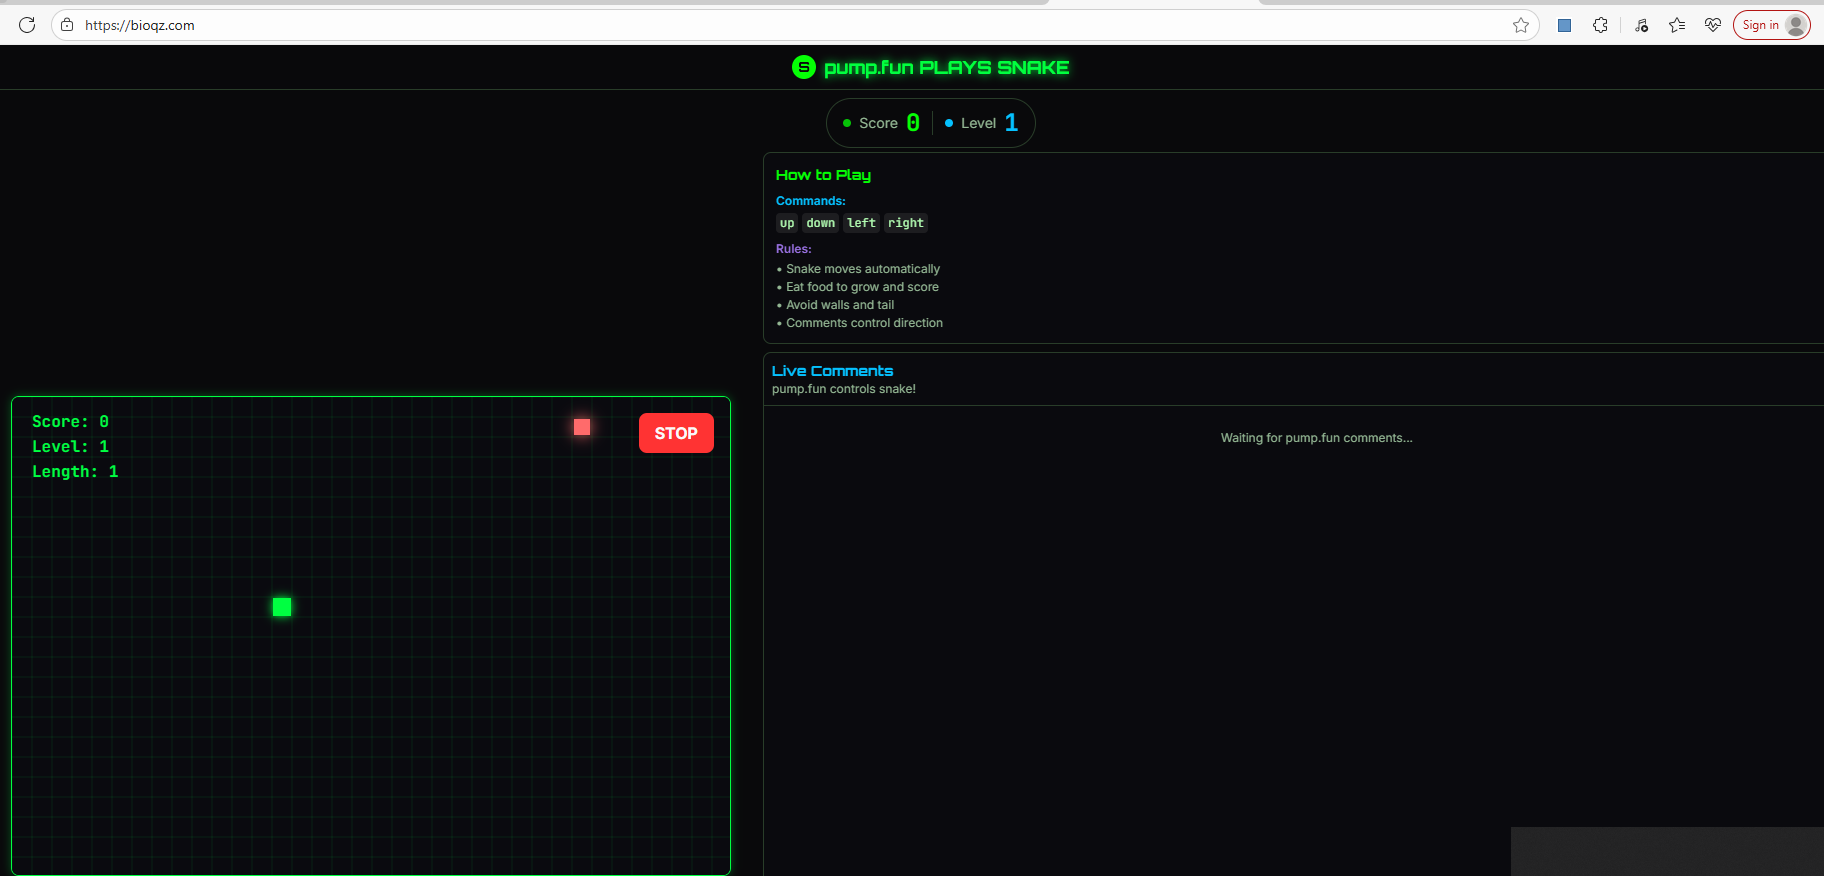 https://bioqz.com
Sign in
S pump.fun PLAYS SNAKE
Score 0 Level 1
How to Play
Commands:
up down left right
Rules:
• Snake moves automatically
• Eat food to grow and score
• Avoid walls and tail
• Comments control direction
Live Comments
pump.fun controls snake!
Waiting for pump.fun comments...
Score: 0
Level: 1
Length: 1
STOP